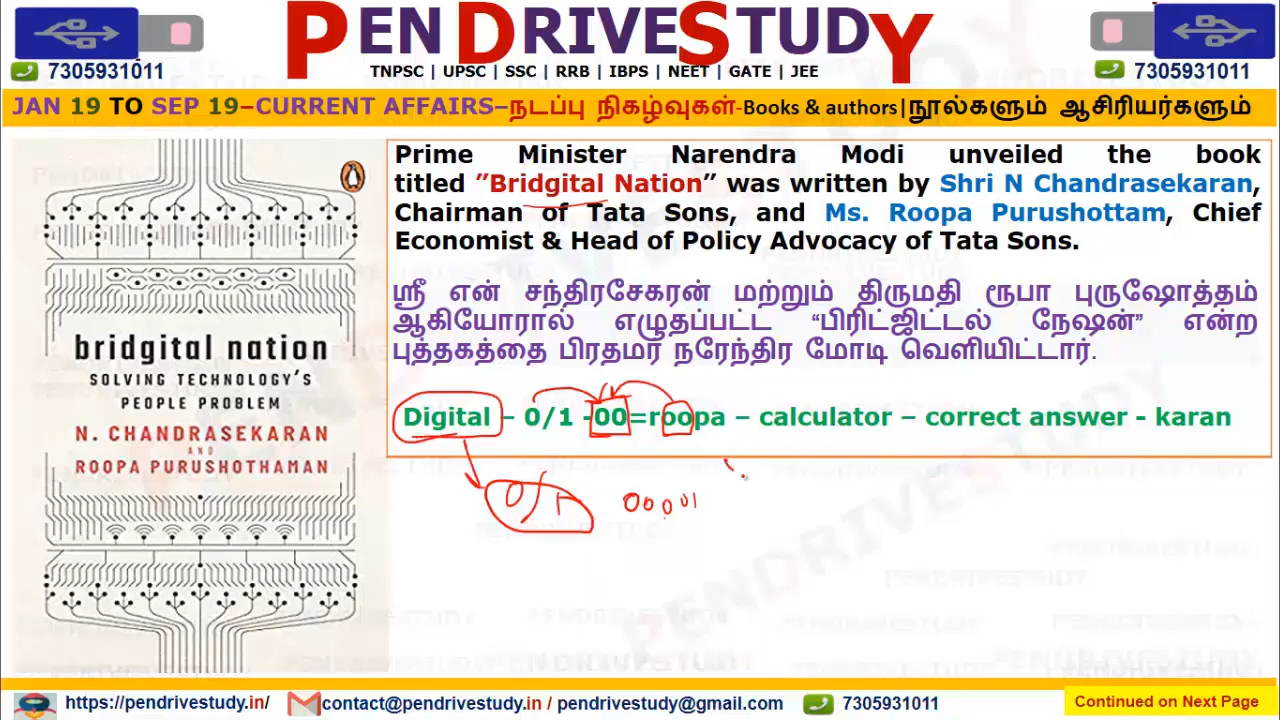 PENDRIVESTUDY
7305931011
TNPSC | UPSC | SSC | RRB | IBPS | NEET | GATE | JEE
7305931011
JAN 19 TO SEP 19–CURRENT AFFAIRS–நடப்பு நிகழ்வுகள்-Books & authors|நூல்களும் ஆசிரியர்களும்
bridgital nation
SOLVING TECHNOLOGY'S
PEOPLE PROBLEM
N. CHANDRASEKARAN
AND
ROOPA PURUSHOTHAMAN
Prime Minister Narendra Modi unveiled the book
titled ”Bridgital Nation” was written by Shri N Chandrasekaran,
Chairman of Tata Sons, and Ms. Roopa Purushottam, Chief
Economist & Head of Policy Advocacy of Tata Sons.
ஸ்ரீ என் சந்திரசேகரன் மற்றும் திருமதி ரூபா புருஷோத்தம்
ஆகியோரால் எழுதப்பட்ட “பிரிட்ஜிட்டல் நேஷன்” என்ற
புத்தகத்தை பிரதமர் நரேந்திர மோடி வெளியிட்டார்.
Digital – 0/1 -00=roopa – calculator – correct answer - karan
0/1 00001
https://pendrivestudy.in/ contact@pendrivestudy.in / pendrivestudy@gmail.com 7305931011 Continued on Next Page